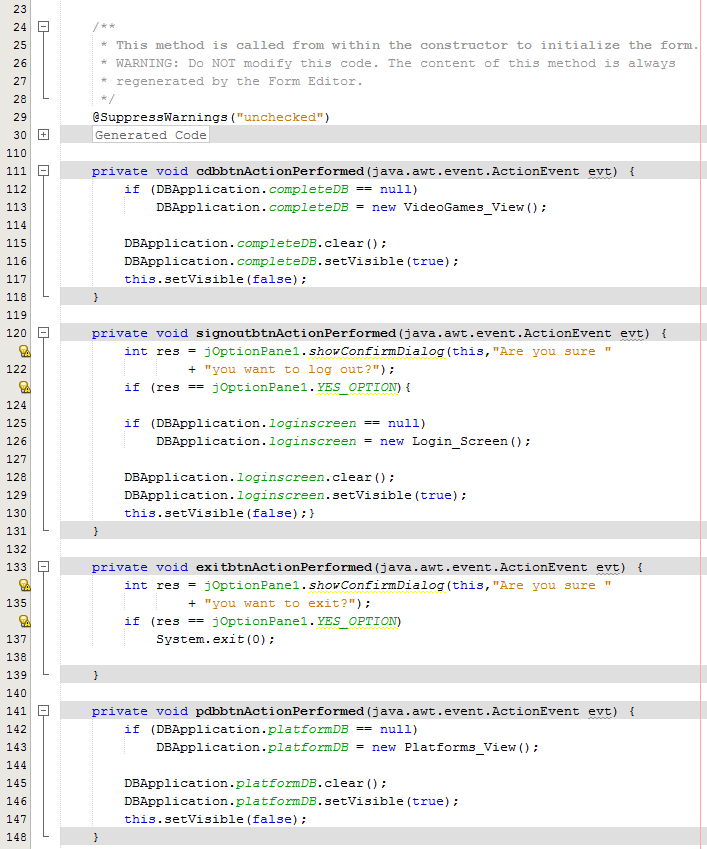 23
24 /**
25 * This method is called from within the constructor to initialize the form.
26 * WARNING: Do NOT modify this code. The content of this method is always
27 * regenerated by the Form Editor.
28 */
29 @SuppressWarnings("unchecked")
30 Generated Code
110
111 private void cdbbtnActionPerformed(java.awt.event.ActionEvent evt) {
112 if (DBApplication.completeDB == null)
113 DBApplication.completeDB = new VideoGames_View();
114
115 DBApplication.completeDB.clear();
116 DBApplication.completeDB.setVisible(true);
117 this.setVisible(false);
118 }
119
120 private void signoutbtnActionPerformed(java.awt.event.ActionEvent evt) {
int res = jOptionPane1.showConfirmDialog(this,"Are you sure "
122 + "you want to log out?");
if (res == jOptionPane1.YES_OPTION){
124
125 if (DBApplication.loginscreen == null)
126 DBApplication.loginscreen = new Login_Screen();
127
128 DBApplication.loginscreen.clear();
129 DBApplication.loginscreen.setVisible(true);
130 this.setVisible(false);}
131 }
132
133 private void exitbtnActionPerformed(java.awt.event.ActionEvent evt) {
int res = jOptionPane1.showConfirmDialog(this,"Are you sure "
135 + "you want to exit?");
if (res == jOptionPane1.YES_OPTION)
137 System.exit(0);
138
139 }
140
141 private void pdbbtnActionPerformed(java.awt.event.ActionEvent evt) {
142 if (DBApplication.platformDB == null)
143 DBApplication.platformDB = new Platforms_View();
144
145 DBApplication.platformDB.clear();
146 DBApplication.platformDB.setVisible(true);
147 this.setVisible(false);
148 }